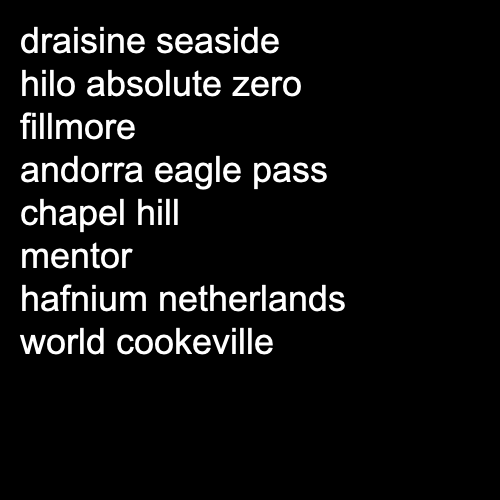 draisine seaside
hilo absolute zero
fillmore
andorra eagle pass
chapel hill
mentor
hafnium netherlands
world cookeville